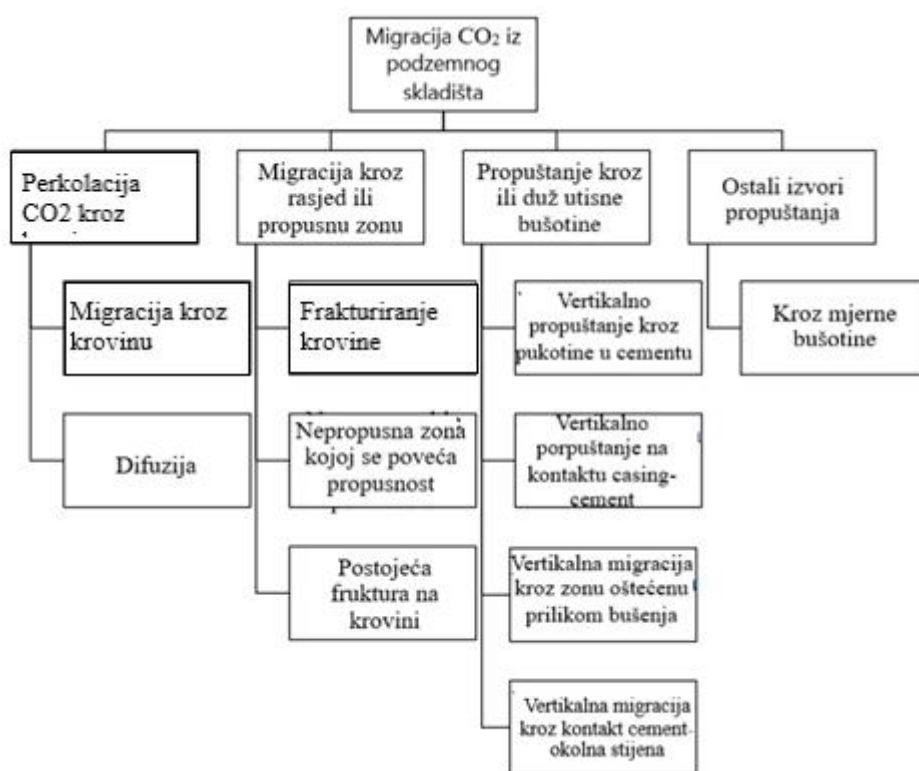 Migracija CO₂ iz
podzemnog
skladišta
Perkolacija
CO2 kroz
Migracija kroz
rasjed ili
propusnu zonu
Propuštanje kroz
ili duž utisne
bušotine
Ostali izvori
propuštanja
Migracija kroz
krovinu
Difuzija
Frakturiranje
krovine
Nepropusna zona
kojoj se poveća
propusnost
Postojeća
fruktura na
krovini
Vertikalno
propuštanje kroz
pukotine u cementu
Vertikalno
porpuštanje na
kontaktu casing-
cement
Vertikalna migracija
kroz zonu oštećenu
prilikom bušenja
Vertikalna migracija
kroz kontakt cement-
okolna stijena
Kroz mjerne
bušotine